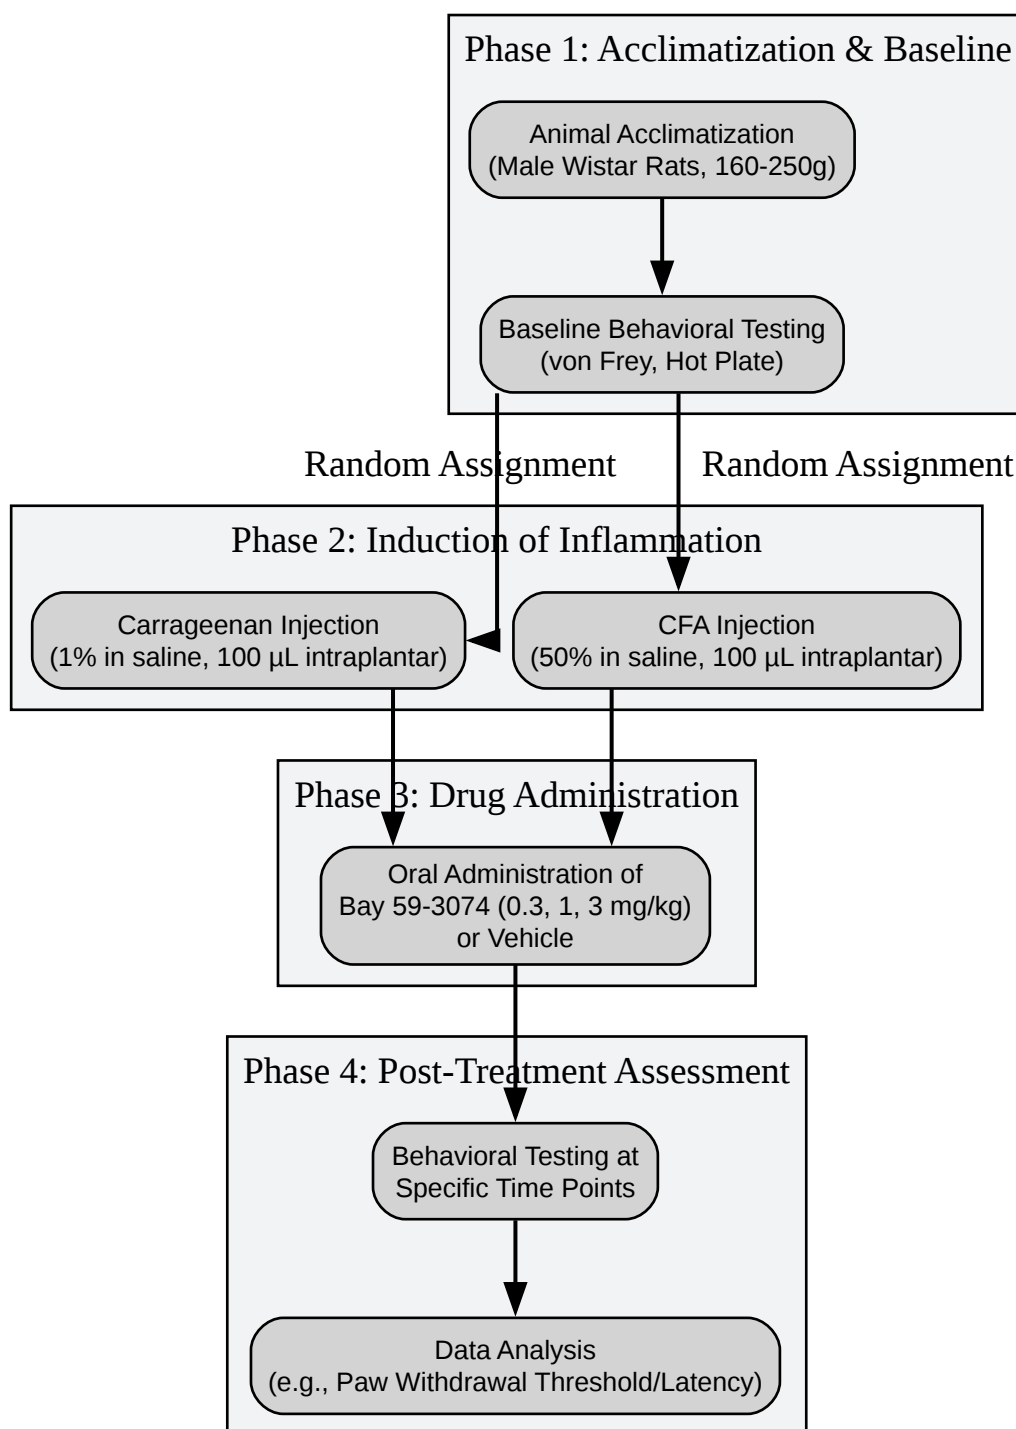 Phase 1: Acclimatization & Baseline
Animal Acclimatization
(Male Wistar Rats, 160-250g)
Baseline Behavioral Testing
(von Frey, Hot Plate)
Random Assignment
Random Assignment
Phase 2: Induction of Inflammation
Carrageenan Injection
(1% in saline, 100 µL intraplantar)
CFA Injection
(50% in saline, 100 µL intraplantar)
Phase 3: Drug Administration
Oral Administration of
Bay 59-3074 (0.3, 1, 3 mg/kg)
or Vehicle
Phase 4: Post-Treatment Assessment
Behavioral Testing at
Specific Time Points
Data Analysis
(e.g., Paw Withdrawal Threshold/Latency)